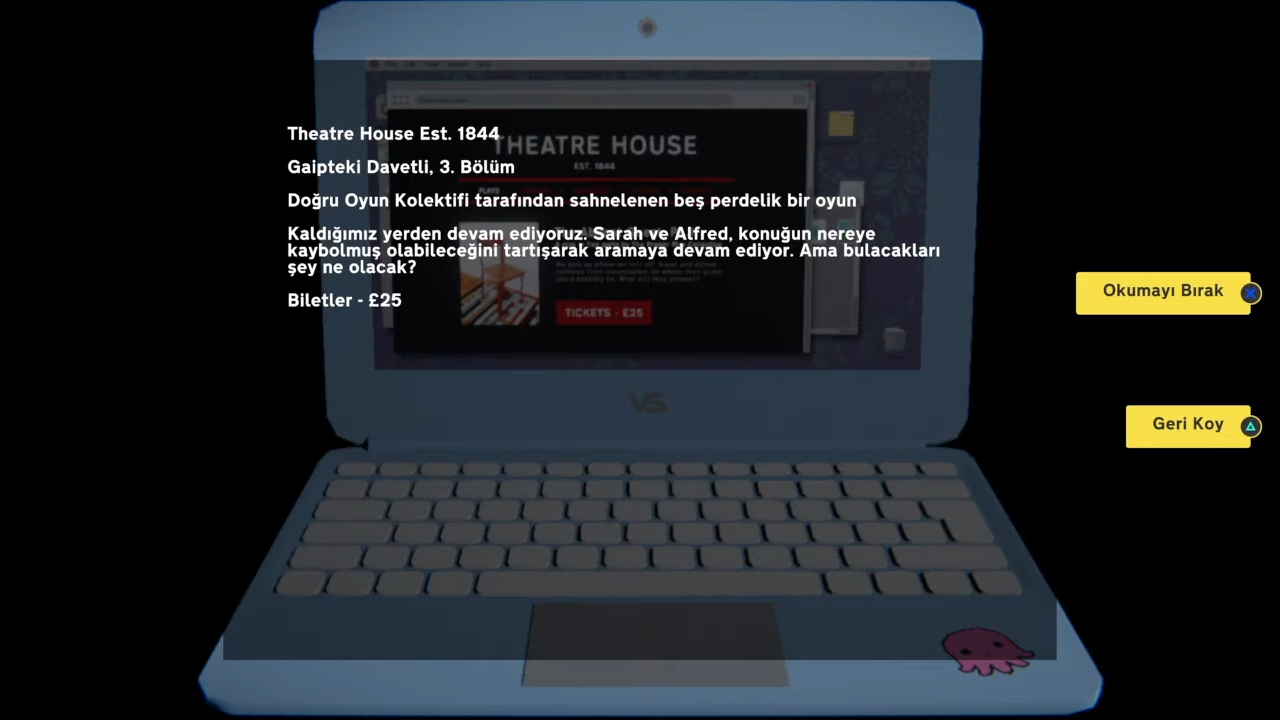 Theatre House Est. 1844
THEATRE HOUSE
EST. 1844
Gaipteki Davetli, 3. Bölüm
PLAYS
Doğru Oyun Kolektifi tarafından sahnelenen beş perdelik bir oyun
Kaldığımız yerden devam ediyoruz. Sarah ve Alfred, konuğun nereye
kaybolmuş olabileceğini tartışarak aramaya devam ediyor. Ama bulacakları
şey ne olacak?
Biletler - £25
TICKETS - £25
Okumayı Bırak
Geri Koy
VS